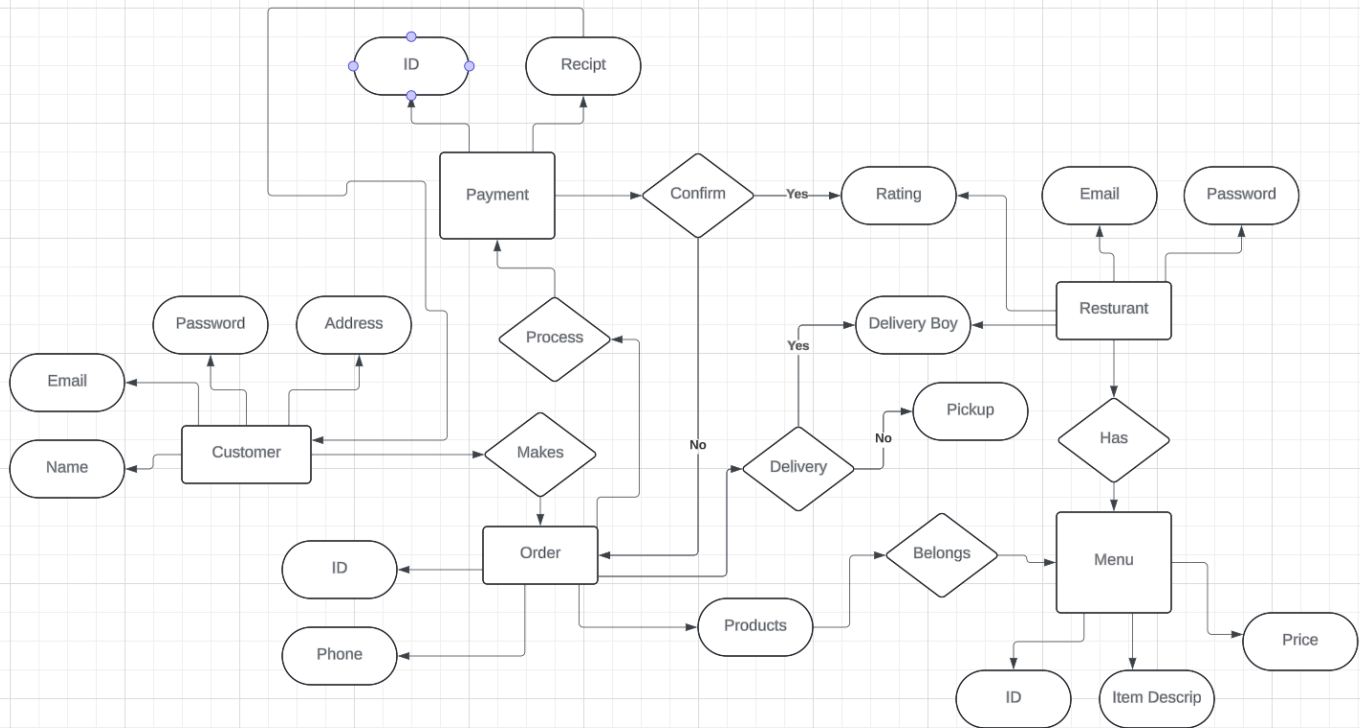 ID
Recipt
Payment
Confirm
Yes
Rating
Email
Password
Password
Address
Process
Delivery Boy
Resturant
Yes
Email
Pickup
Name
Customer
Makes
No
Delivery
No
Has
Order
ID
Belongs
Menu
Phone
Products
Price
ID
Item Descrip